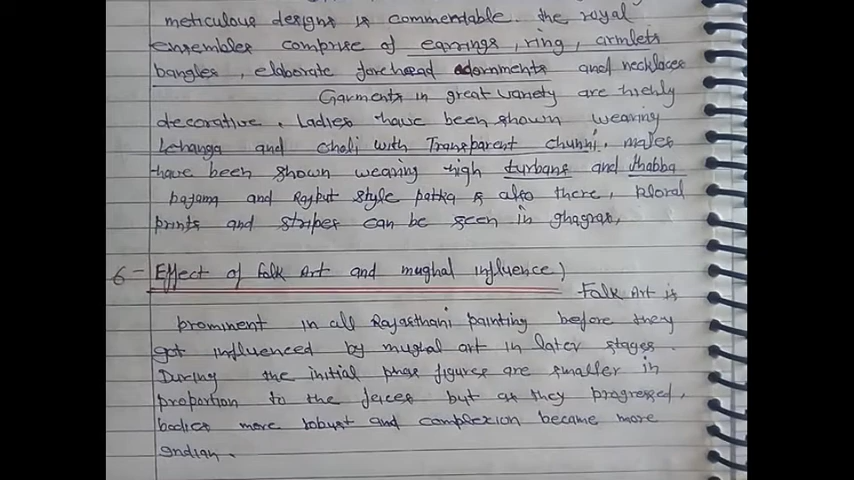 meticulous designs is commendable. the royal
ensembles comprise of earrings, ring, armlets
bangles, elaborate forehead adornments and necklaces
Garments in great variety are highly
decorative. Ladies have been shown wearing
Lehanga and choli with Transparent chunni. males
have been shown wearing high turbans and Jhabba
pajama and Rajput style patka is also there, Floral
prints and stripes can be seen in ghagras,
6 - Effect of folk Art and mughal influence)
Folk Art is
prominent in all Rajasthani painting before they
got influenced by mughal art in later stages.
During the initial phase figures are smaller in
proportion to the feices but as they progressed,
bodies more robust and complexion became more
Indian.